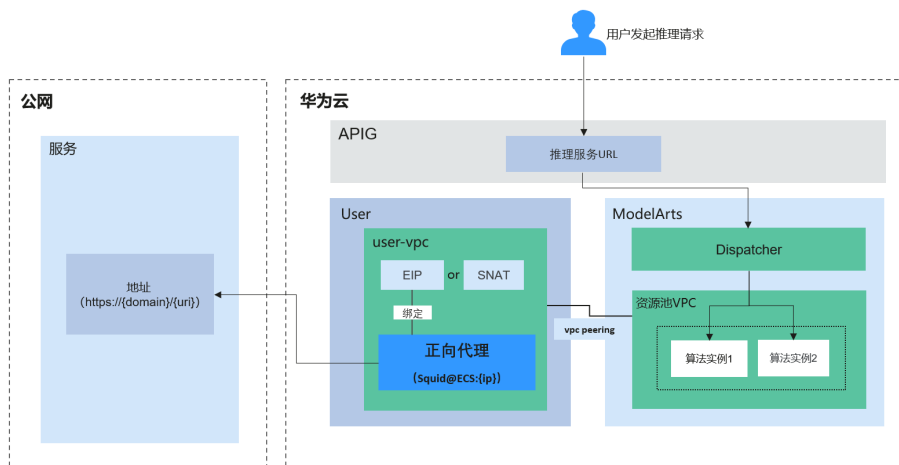 用户发起推理请求
公网
华为云
服务
APIG
推理服务URL
User
ModelArts
user-vpc
Dispatcher
EIP
or
SNAT
地址
（https://{domain}/{uri}）
资源池VPC
绑定
vpc peering
正向代理
（Squid@ECS:{ip}）
算法实例1
算法实例2